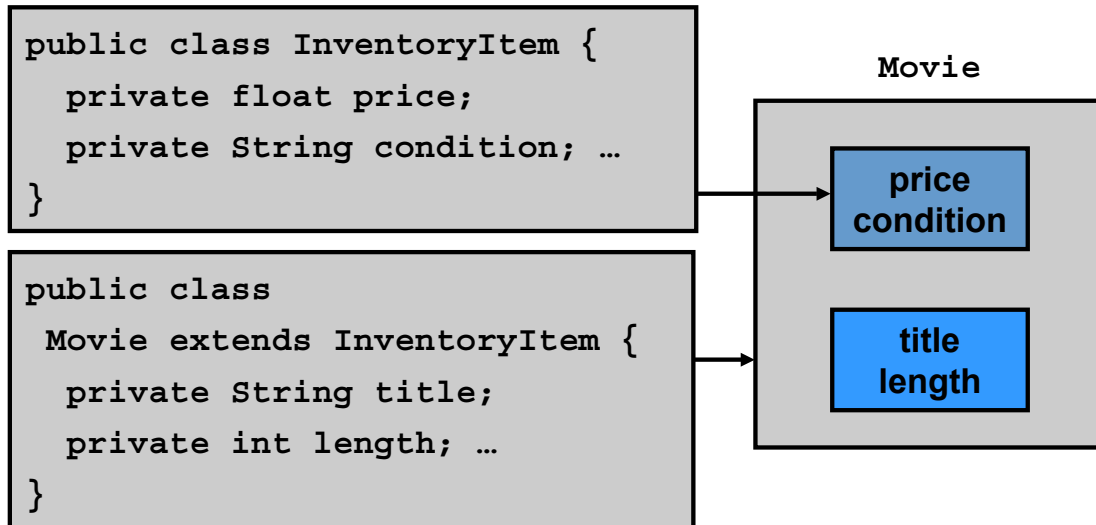 public class InventoryItem {
private float price;
private String condition; …
}
public class
Movie extends InventoryItem {
private String title;
private int length; …
}
Movie
price
condition
title
length